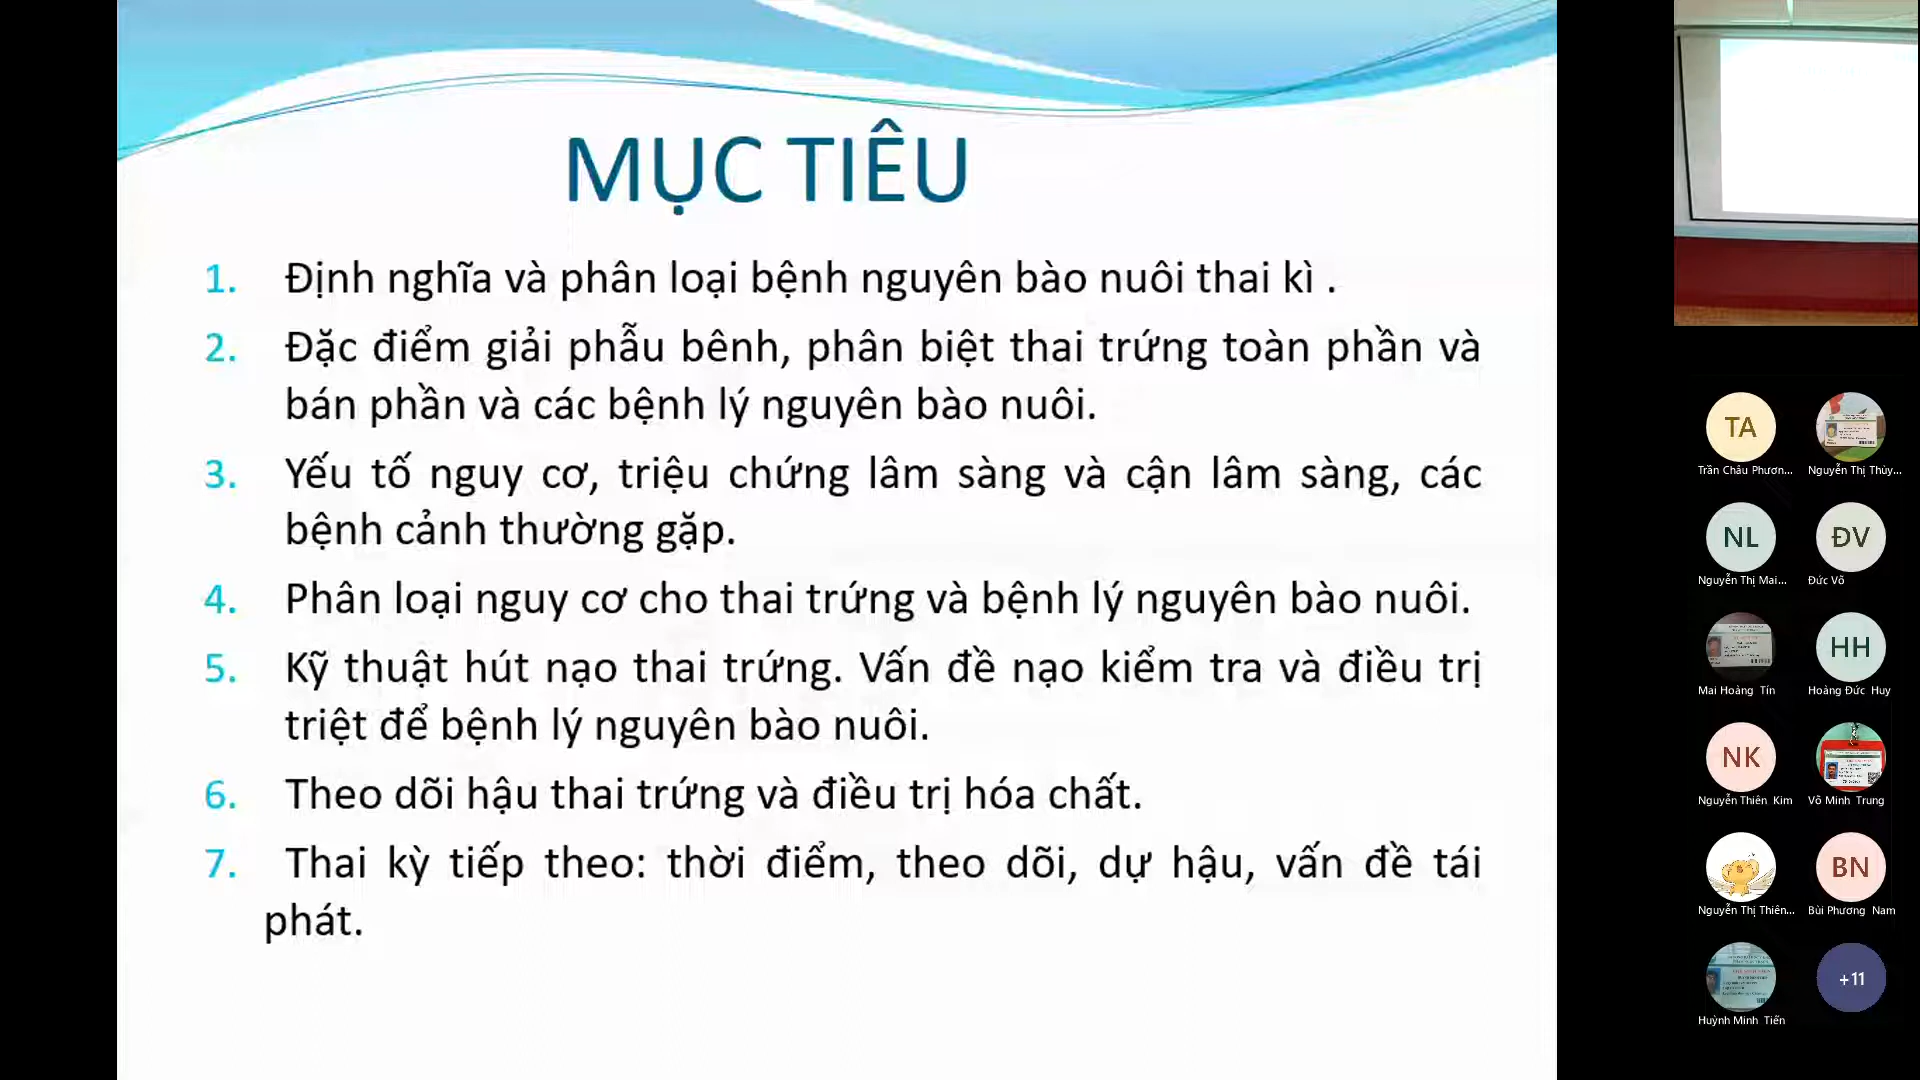 MỤC TIÊU
1. Định nghĩa và phân loại bệnh nguyên bào nuôi thai kì .
2. Đặc điểm giải phẫu bênh, phân biệt thai trứng toàn phần và
bán phần và các bệnh lý nguyên bào nuôi.
3. Yếu tố nguy cơ, triệu chứng lâm sàng và cận lâm sàng, các
bệnh cảnh thường gặp.
4. Phân loại nguy cơ cho thai trứng và bệnh lý nguyên bào nuôi.
5. Kỹ thuật hút nạo thai trứng. Vấn đề nạo kiểm tra và điều trị
triệt để bệnh lý nguyên bào nuôi.
6. Theo dõi hậu thai trứng và điều trị hóa chất.
7. Thai kỳ tiếp theo: thời điểm, theo dõi, dự hậu, vấn đề tái
phát.
TA
Trần Châu Phươn...
Nguyễn Thị Thùy...
NL
ĐV
Nguyễn Thị Mai...
Đức Võ
HH
Mai Hoàng Tín
Hoàng Đức Huy
NK
Nguyễn Thiên Kim
Võ Minh Trung
BN
Nguyễn Thị Thiên...
Bùi Phương Nam
+11
Huỳnh Minh Tiến